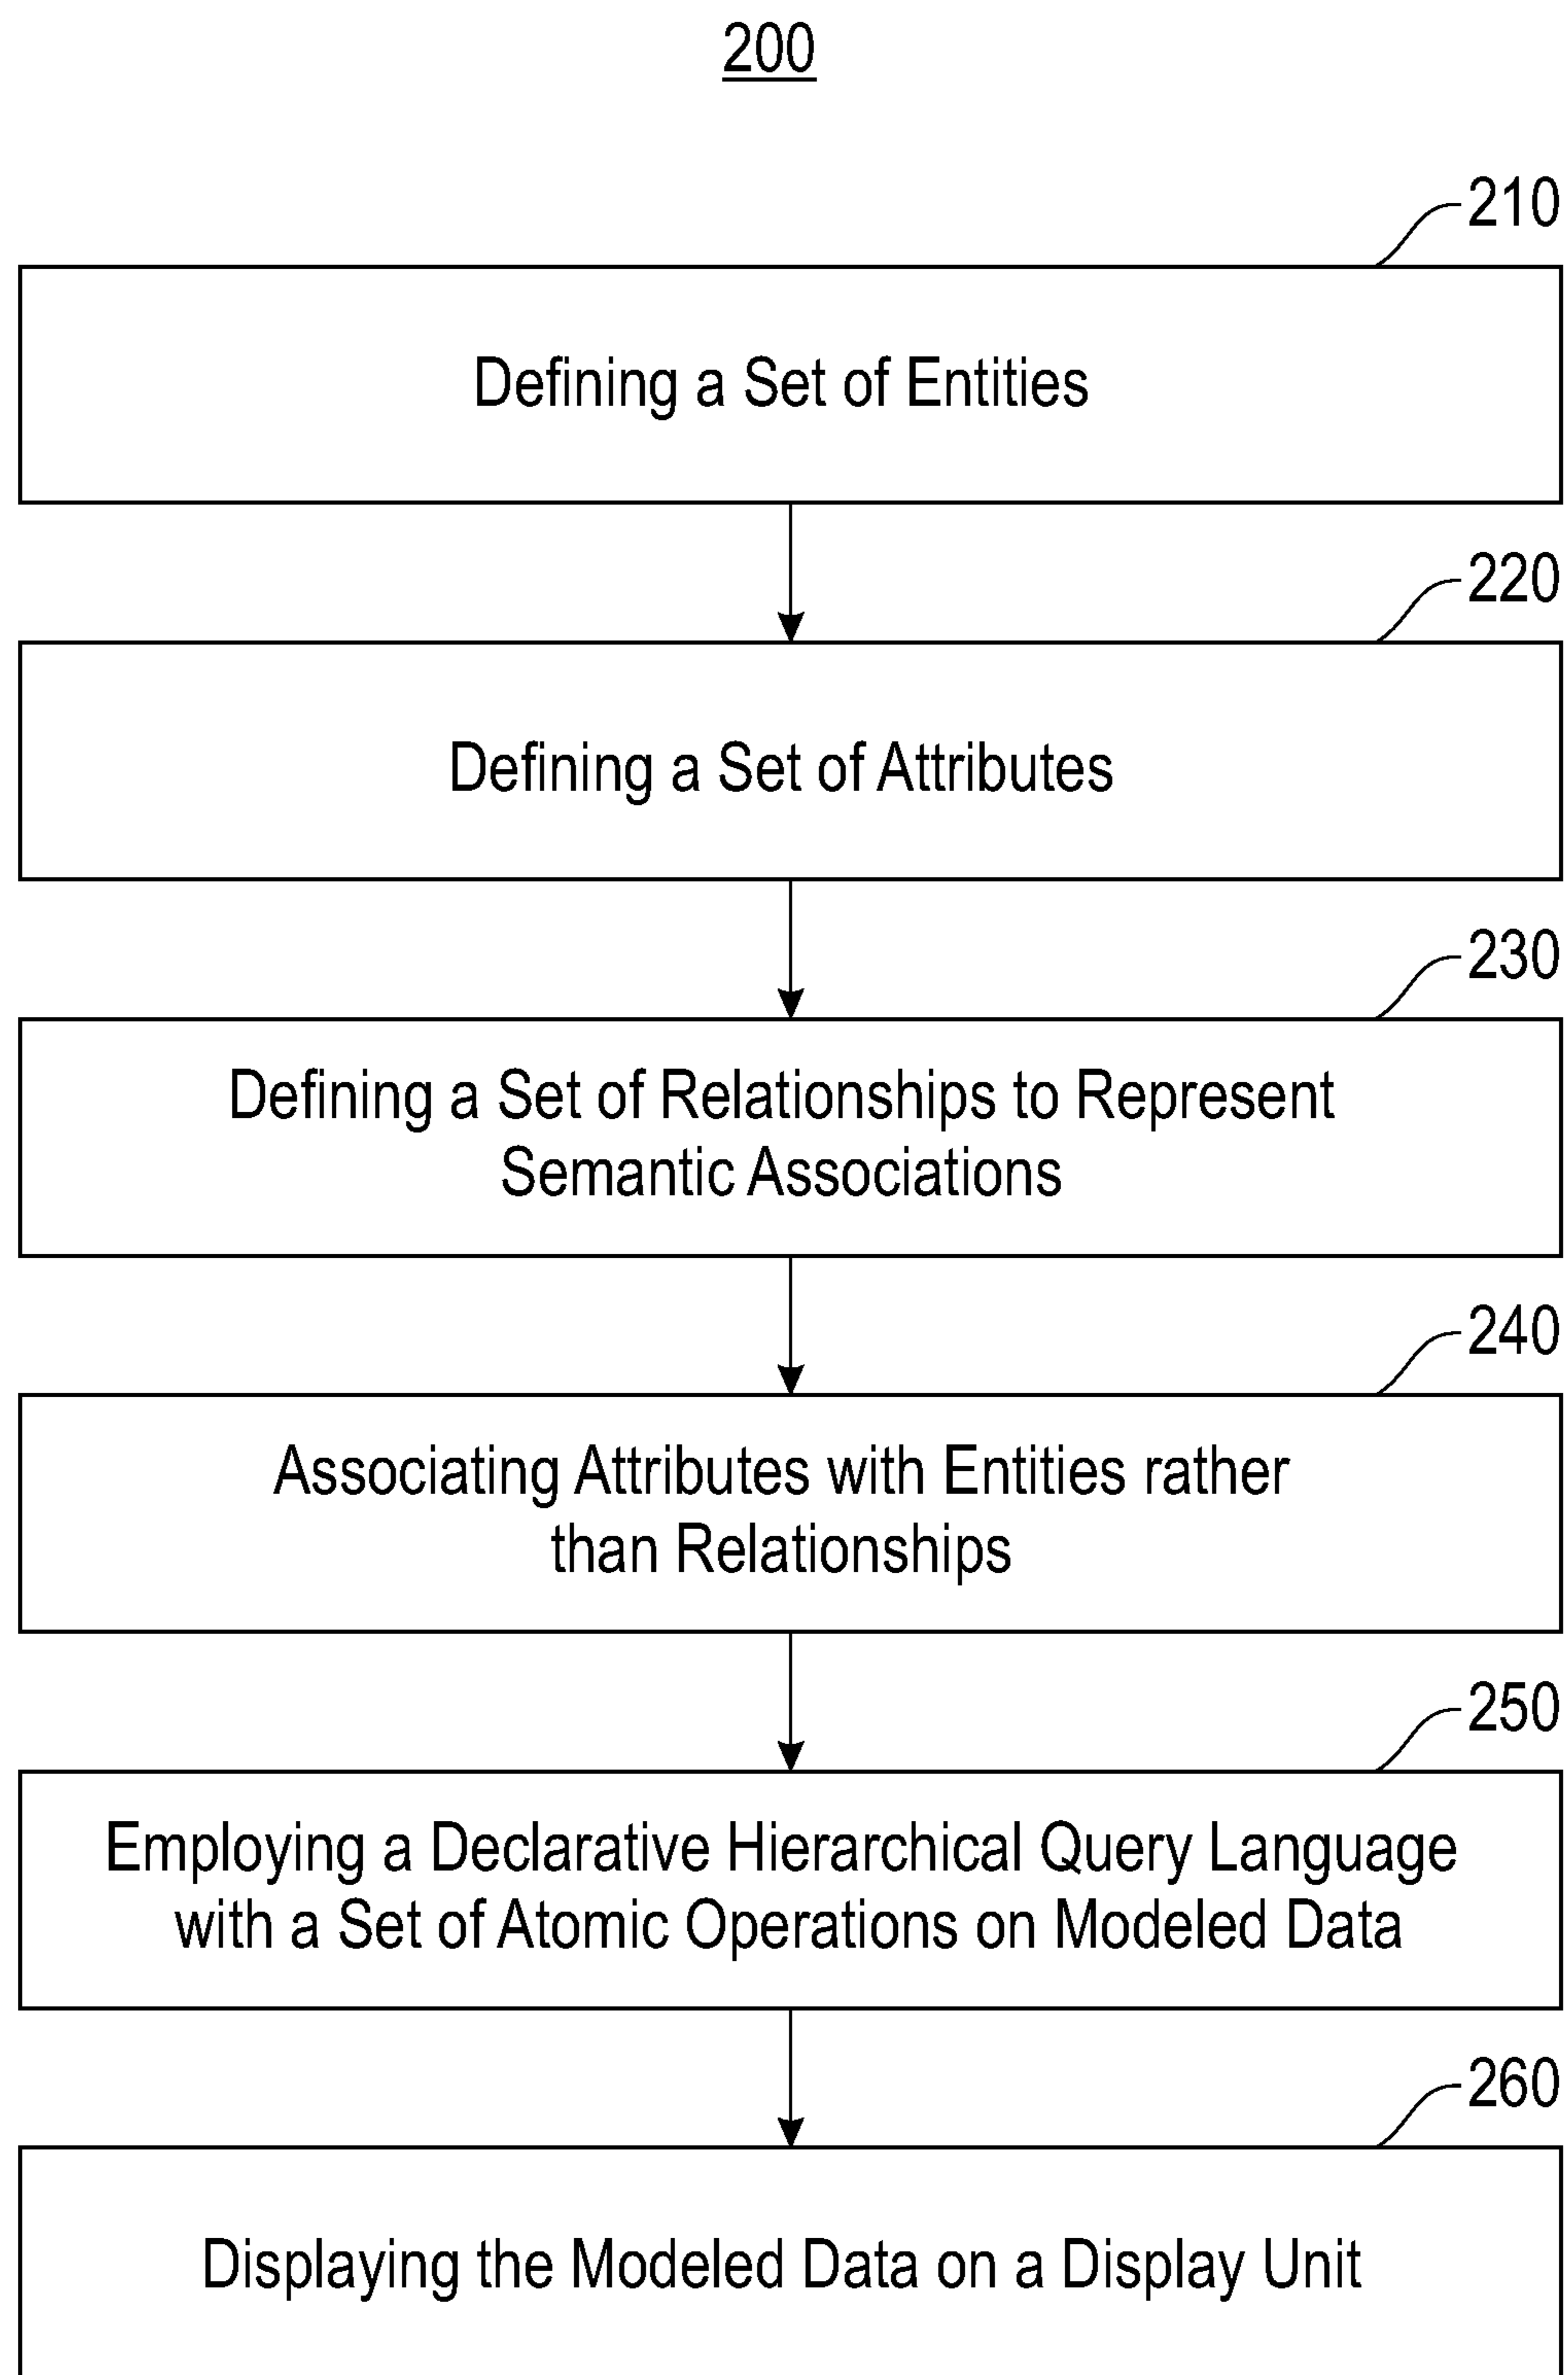 200
210
Defining a Set of Entities
220
Defining a Set of Attributes
230
Defining a Set of Relationships to Represent
Semantic Associations
240
Associating Attributes with Entities rather
than Relationships
250
Employing a Declarative Hierarchical Query Language
with a Set of Atomic Operations on Modeled Data
260
Displaying the Modeled Data on a Display Unit